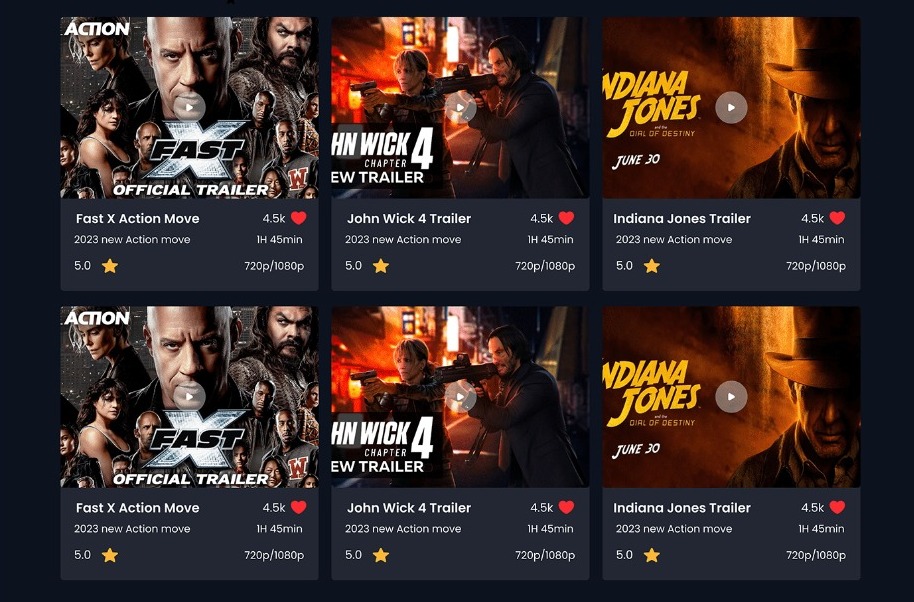 ACTION
FAST
X
OFFICIAL TRAILER
W
HN WICK 4
CHAPTER
EW TRAILER
NDIANA
JONES
and the
DIAL OF DESTINY
JUNE 30
Fast X Action Move 4.5k
2023 new Action move 1H 45min
5.0 720p/1080p
John Wick 4 Trailer 4.5k
2023 new Action move 1H 45min
5.0 720p/1080p
Indiana Jones Trailer 4.5k
2023 new Action move 1H 45min
5.0 720p/1080p
ACTION
FAST
X
OFFICIAL TRAILER
W
HN WICK 4
CHAPTER
EW TRAILER
NDIANA
JONES
and the
DIAL OF DESTINY
JUNE 30
Fast X Action Move 4.5k
2023 new Action move 1H 45min
5.0 720p/1080p
John Wick 4 Trailer 4.5k
2023 new Action move 1H 45min
5.0 720p/1080p
Indiana Jones Trailer 4.5k
2023 new Action move 1H 45min
5.0 720p/1080p